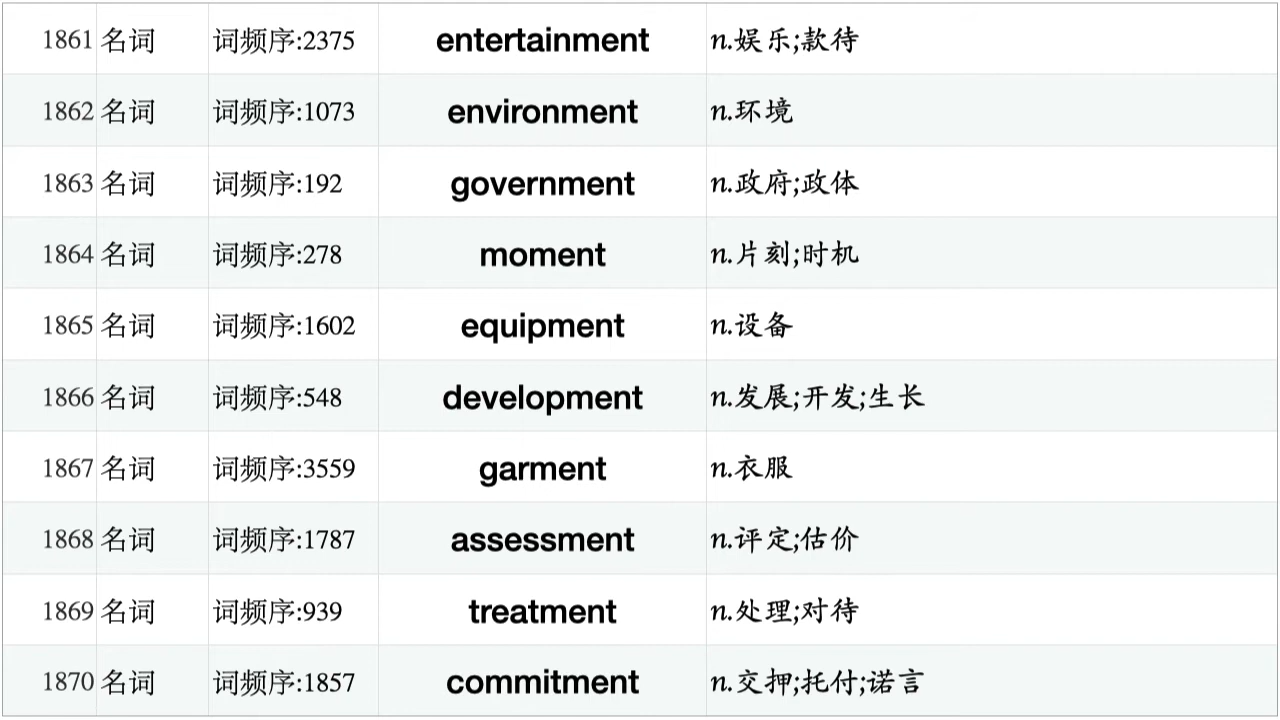 1861 名词 词频序:2375 entertainment n.娱乐;款待
1862 名词 词频序:1073 environment n.环境
1863 名词 词频序:192 government n.政府;政体
1864 名词 词频序:278 moment n.片刻;时机
1865 名词 词频序:1602 equipment n.设备
1866 名词 词频序:548 development n.发展;开发;生长
1867 名词 词频序:3559 garment n.衣服
1868 名词 词频序:1787 assessment n.评定;估价
1869 名词 词频序:939 treatment n.处理;对待
1870 名词 词频序:1857 commitment n.交押;托付;诺言